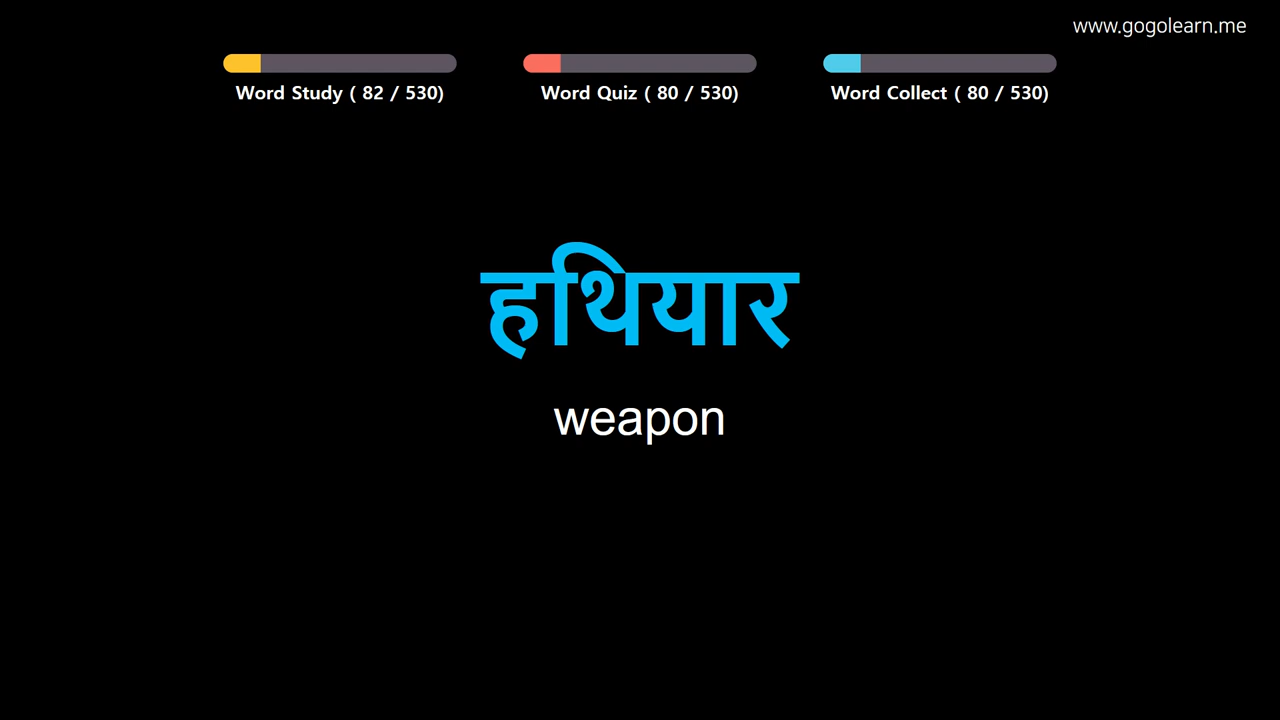 www.gogolearn.me
Word Study ( 82 / 530)
Word Quiz ( 80 / 530)
Word Collect ( 80 / 530)
हथियार
weapon